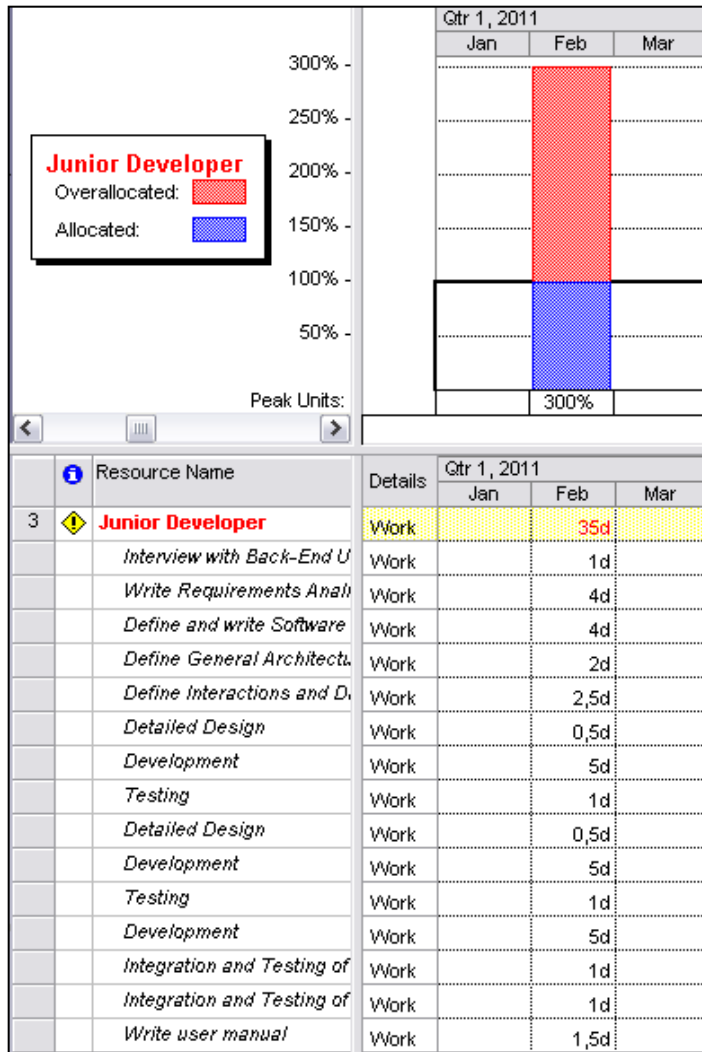 Qtr 1, 2011
Jan Feb Mar
300%
250%
Junior Developer
Overallocated:
Allocated:
200%
150%
100%
50%
Peak Units: 300%
Resource Name Details Qtr 1, 2011
Jan Feb Mar
3 Junior Developer Work 35d
Interview with Back-End U Work 1d
Write Requirements Anal Work 4d
Define and write Software Work 4d
Define General Architectu Work 2d
Define Interactions and D Work 2,5d
Detailed Design Work 0,5d
Development Work 5d
Testing Work 1d
Detailed Design Work 0,5d
Development Work 5d
Testing Work 1d
Development Work 5d
Integration and Testing of Work 1d
Integration and Testing of Work 1d
Write user manual Work 1,5d